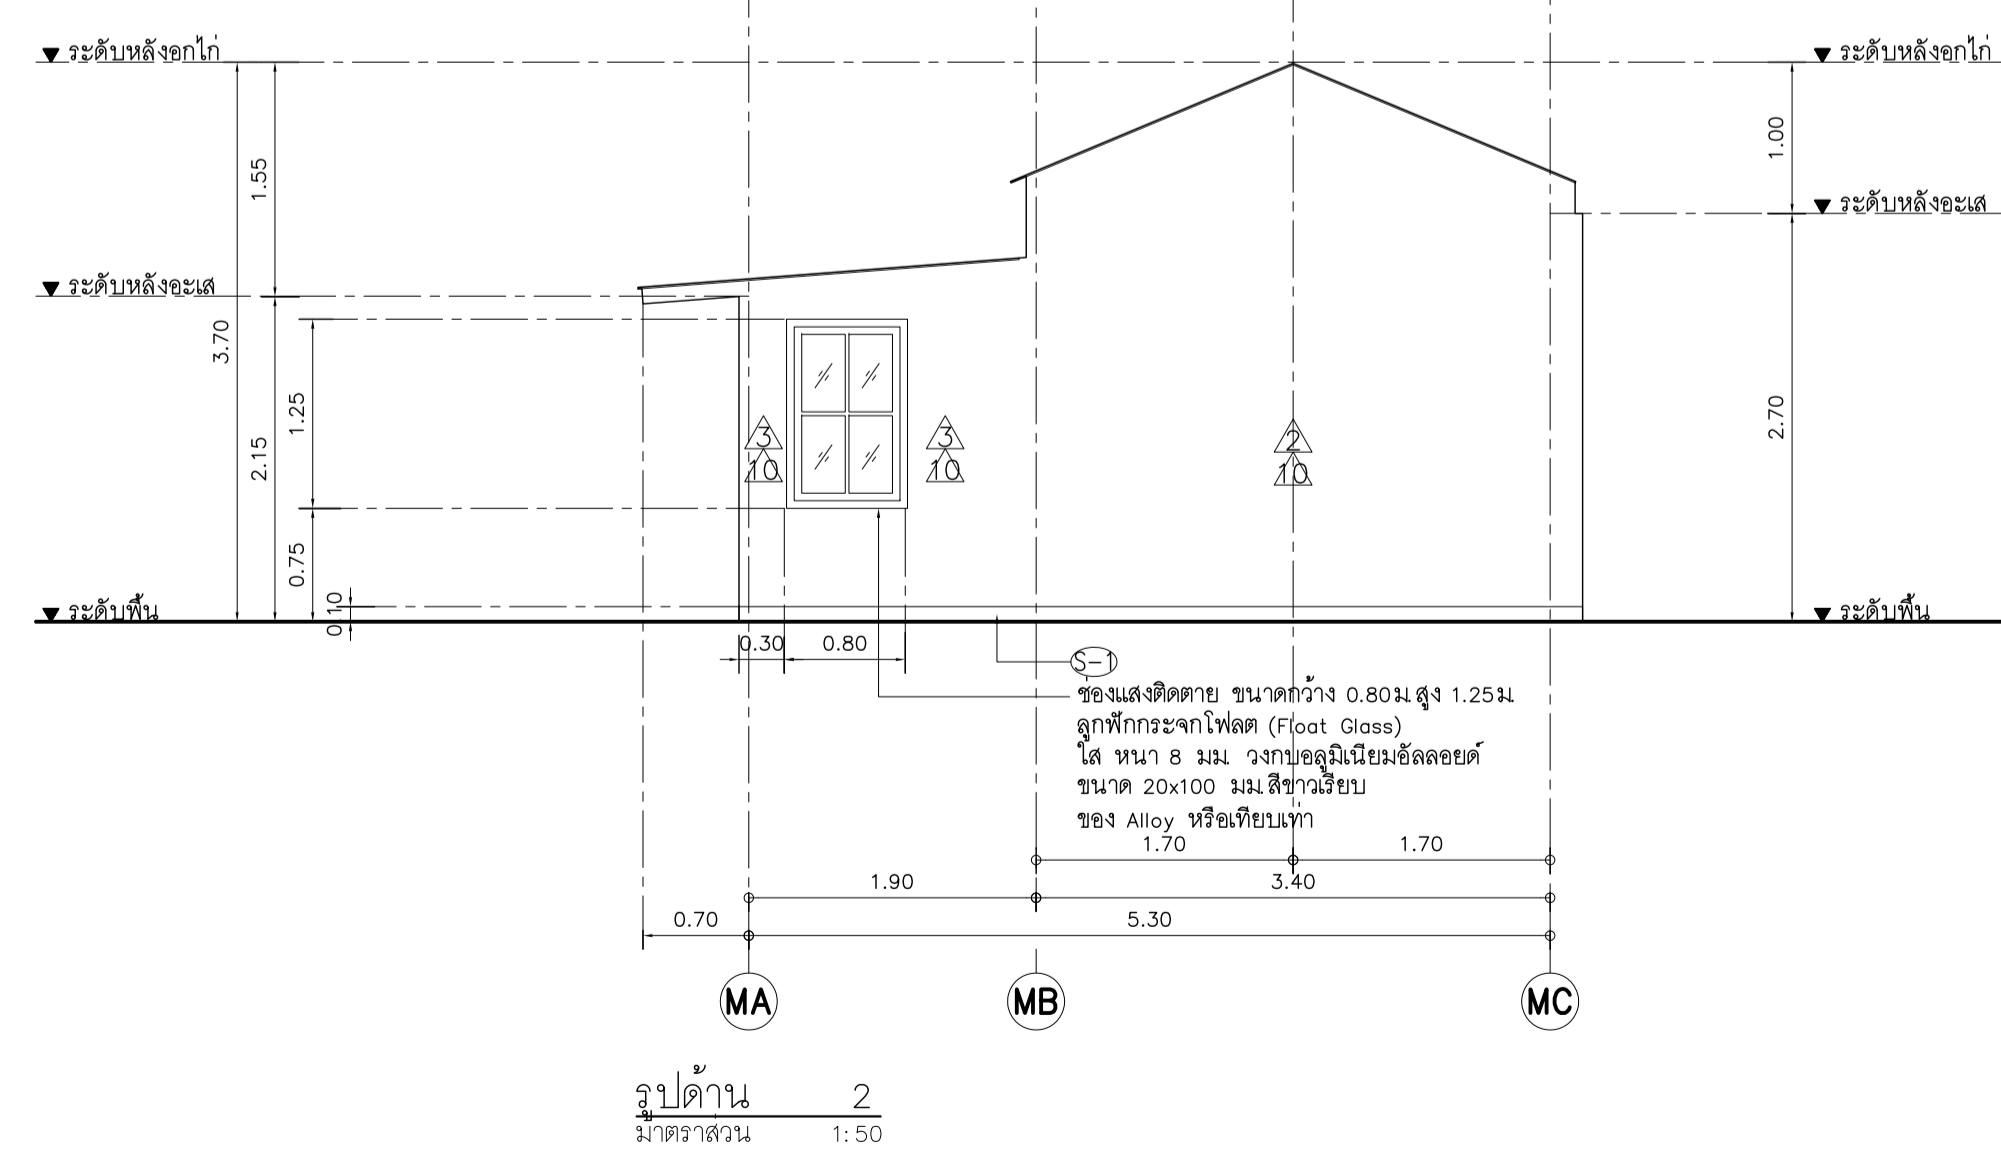 ระดับหลังอกไก่
ระดับหลังอกไก่
1.55
1.00
ระดับหลังอะเส
ระดับหลังอะเส
3.70
1.25
2.15
2.70
3
10
3
10
2
10
0.75
0.10
ระดับพื้น
ระดับพื้น
0.30
0.80
S-1
ช่องแสงติดตาย ขนาดกว้าง 0.80ม.สูง 1.25ม.
ลูกฟักกระจกโฟลต (Float Glass)
ใส หนา 8 มม. วงกบอลูมิเนียมอัลลอยด์
ขนาด 20x100 มม.สีขาวเรียบ
ของ Alloy หรือเทียบเท่า
1.70
1.70
1.90
3.40
0.70
5.30
MA
MB
MC
รูปด้าน 2
มาตราส่วน 1:50